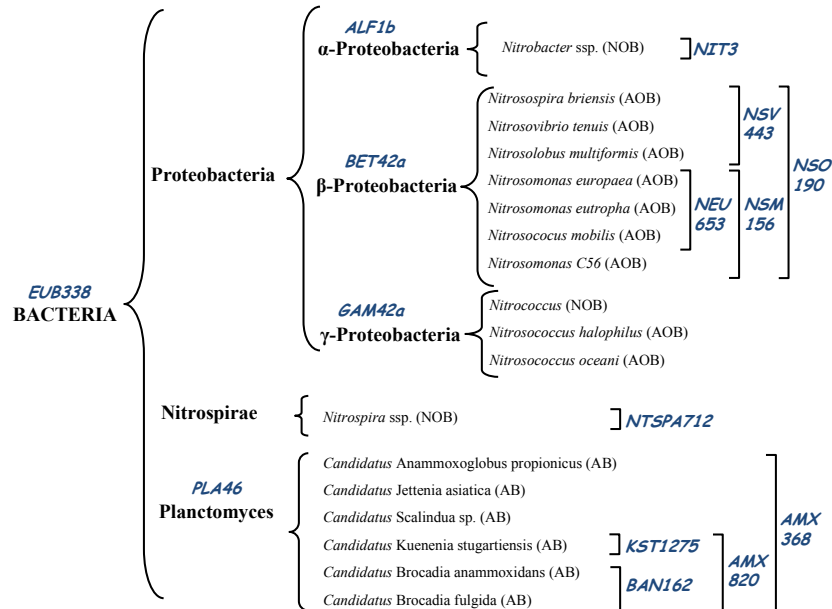 ALF1b
α-Proteobacteria
Nitrobacter ssp. (NOB)
NIT3
Proteobacteria
BET42a
β-Proteobacteria
Nitrosospira briensis (AOB)
Nitrosovibrio tenuis (AOB)
Nitrosolobus multiformis (AOB)
Nitrosomonas europaea (AOB)
Nitrosomonas eutropha (AOB)
Nitrosococus mobilis (AOB)
Nitrosomonas C56 (AOB)
NSV
443
NEU
653
NSM
156
NSO
190
EUB338
BACTERIA
GAM42a
γ-Proteobacteria
Nitrococcus (NOB)
Nitrosococcus halophilus (AOB)
Nitrosococcus oceani (AOB)
Nitrospirae
Nitrospira ssp. (NOB)
NTSPA712
PLA46
Planctomyces
Candidatus Anammoxoglobus propionicus (AB)
Candidatus Jettenia asiatica (AB)
Candidatus Scalindua sp. (AB)
Candidatus Kuenenia stugartiensis (AB)
Candidatus Brocadia anammoxidans (AB)
Candidatus Brocadia fulgida (AB)
KST1275
BAN162
AMX
820
AMX
368